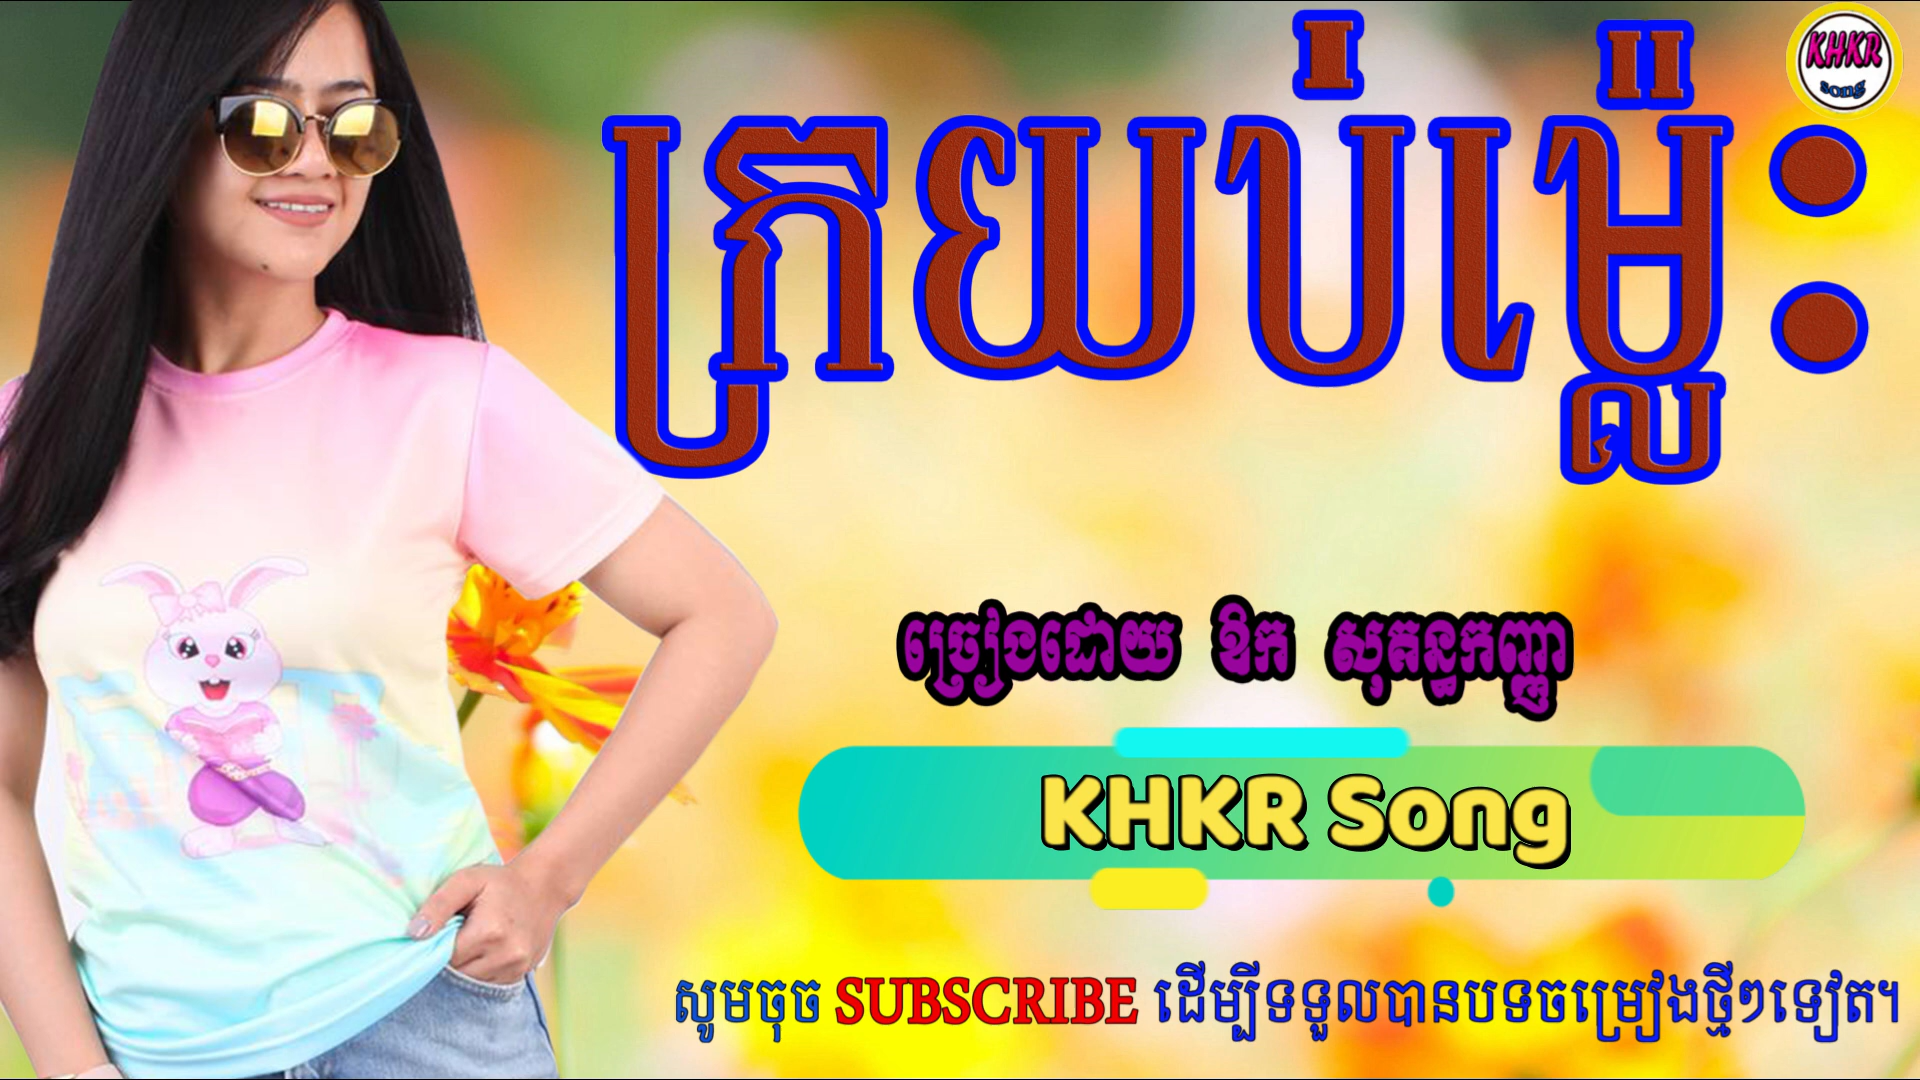 KHKR
song
ក្រយប៉ម្ល៉េះ
ច្រៀងដោយ ឱក សុគន្ធកញ្ញា
KHKR Song
សូមចុច SUBSCRIBE ដើម្បីទទួលបានបទចម្រៀងថ្មីៗទៀត។